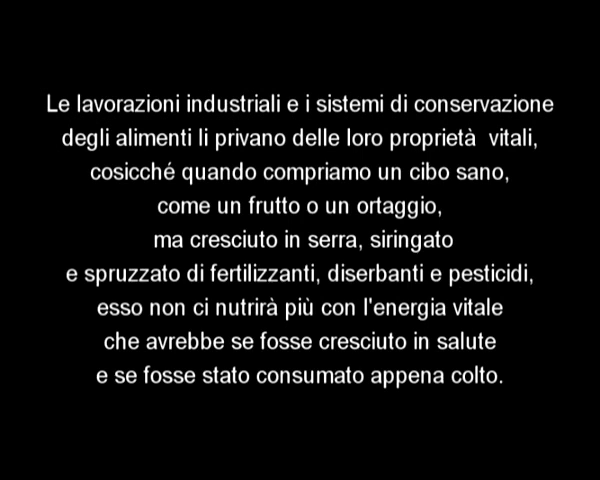 Le lavorazioni industriali e i sistemi di conservazione
degli alimenti li privano delle loro proprietà  vitali,
cosicché quando compriamo un cibo sano,
come un frutto o un ortaggio,
ma cresciuto in serra, siringato
e spruzzato di fertilizzanti, diserbanti e pesticidi,
esso non ci nutrirà più con l'energia vitale
che avrebbe se fosse cresciuto in salute
e se fosse stato consumato appena colto.